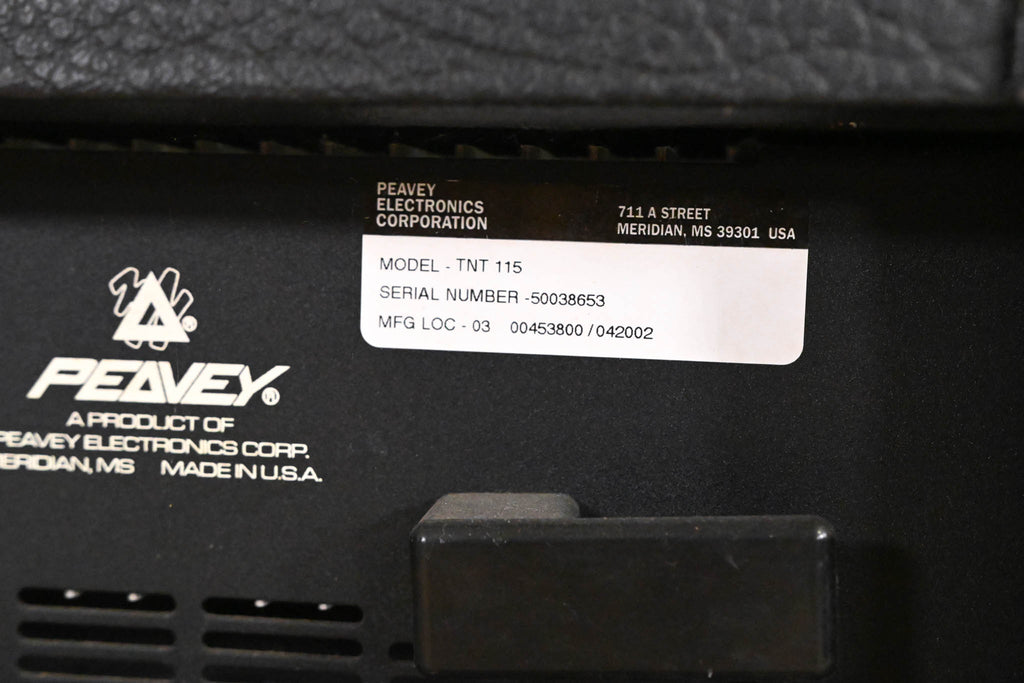 PEAVEY
ELECTRONICS
CORPORATION
711 A STREET
MERIDIAN, MS 39301 USA
MODEL - TNT 115
SERIAL NUMBER -50038653
MFG LOC - 03 00453800 / 042002
PEAVEY®
A PRODUCT OF
PEAVEY ELECTRONICS CORP.
MERIDIAN, MS MADE IN U.S.A.